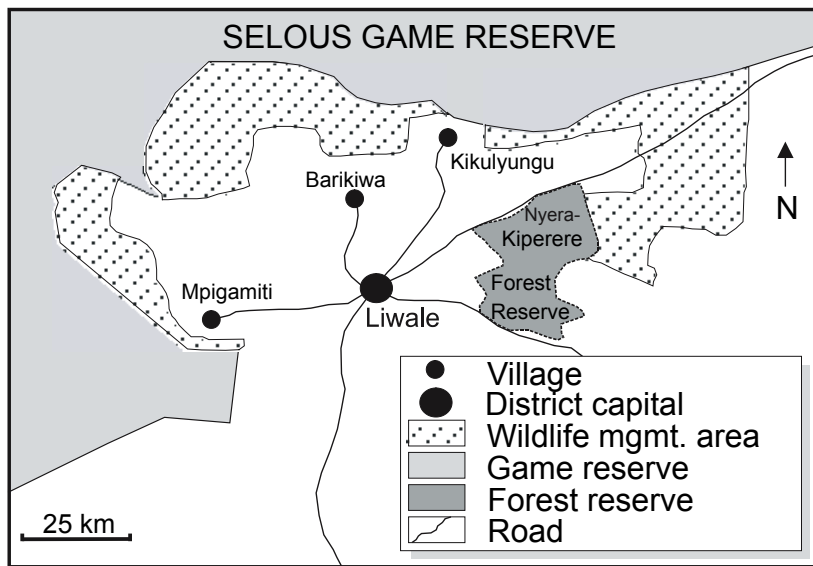 SELOUS GAME RESERVE
Kikulyungu
Barikiwa
N
Nyera-
Kiperere
Forest
Reserve
Mpigamiti
Liwale
Village
District capital
Wildlife mgmt. area
Game reserve
Forest reserve
Road
25 km